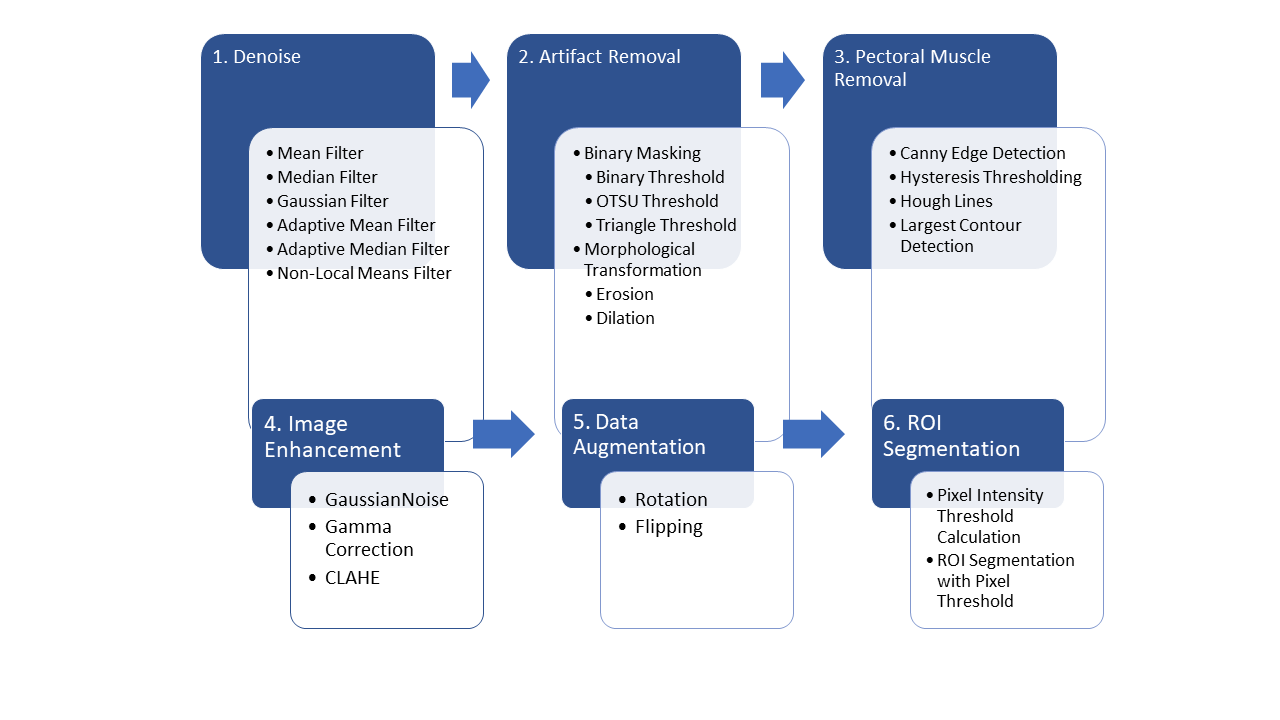 1. Denoise
• Mean Filter
• Median Filter
• Gaussian Filter
• Adaptive Mean Filter
• Adaptive Median Filter
• Non-Local Means Filter
2. Artifact Removal
• Binary Masking
• Binary Threshold
• OTSU Threshold
• Triangle Threshold
• Morphological
Transformation
• Erosion
• Dilation
3. Pectoral Muscle
Removal
• Canny Edge Detection
• Hysteresis Thresholding
• Hough Lines
• Largest Contour
Detection
4. Image
Enhancement
• GaussianNoise
• Gamma
Correction
• CLAHE
5. Data
Augmentation
• Rotation
• Flipping
6. ROI
Segmentation
• Pixel Intensity
Threshold
Calculation
• ROI Segmentation
with Pixel
Threshold